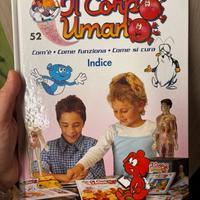 Il Corpo
Umano
52
Com'è • Come funziona • Come si cura
Indice